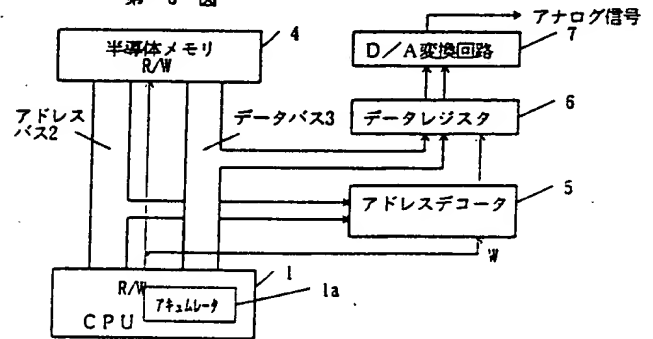 第 図
アナログ信号
半導体メモリ
R/W
4
D/A変換回路
7
アドレス
バス2
データバス3
データレジスタ
6
アドレスデコータ
5
W
R/W
アキュムレータ
CPU
1
1a